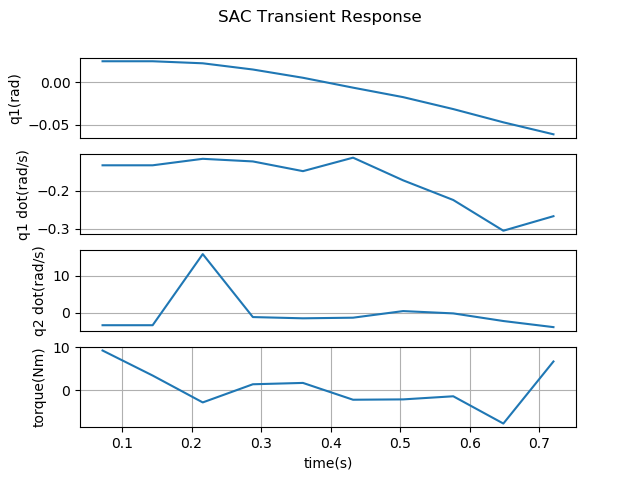 SAC Transient Response
q1(rad)
0.00
−0.05
q1 dot(rad/s)
−0.2
−0.3
q2 dot(rad/s)
10
0
torque(Nm)
10
0
0.1 0.2 0.3 0.4 0.5 0.6 0.7
time(s)